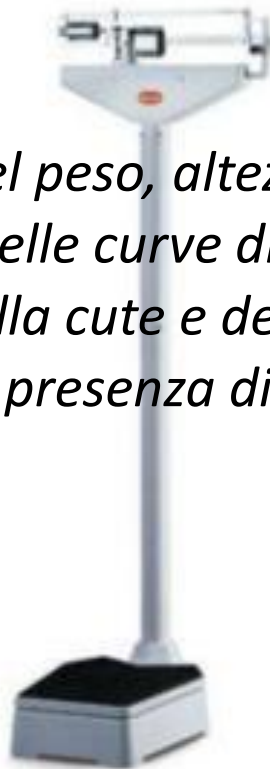 el peso, altez
elle curve di
lla cute e de
presenza di